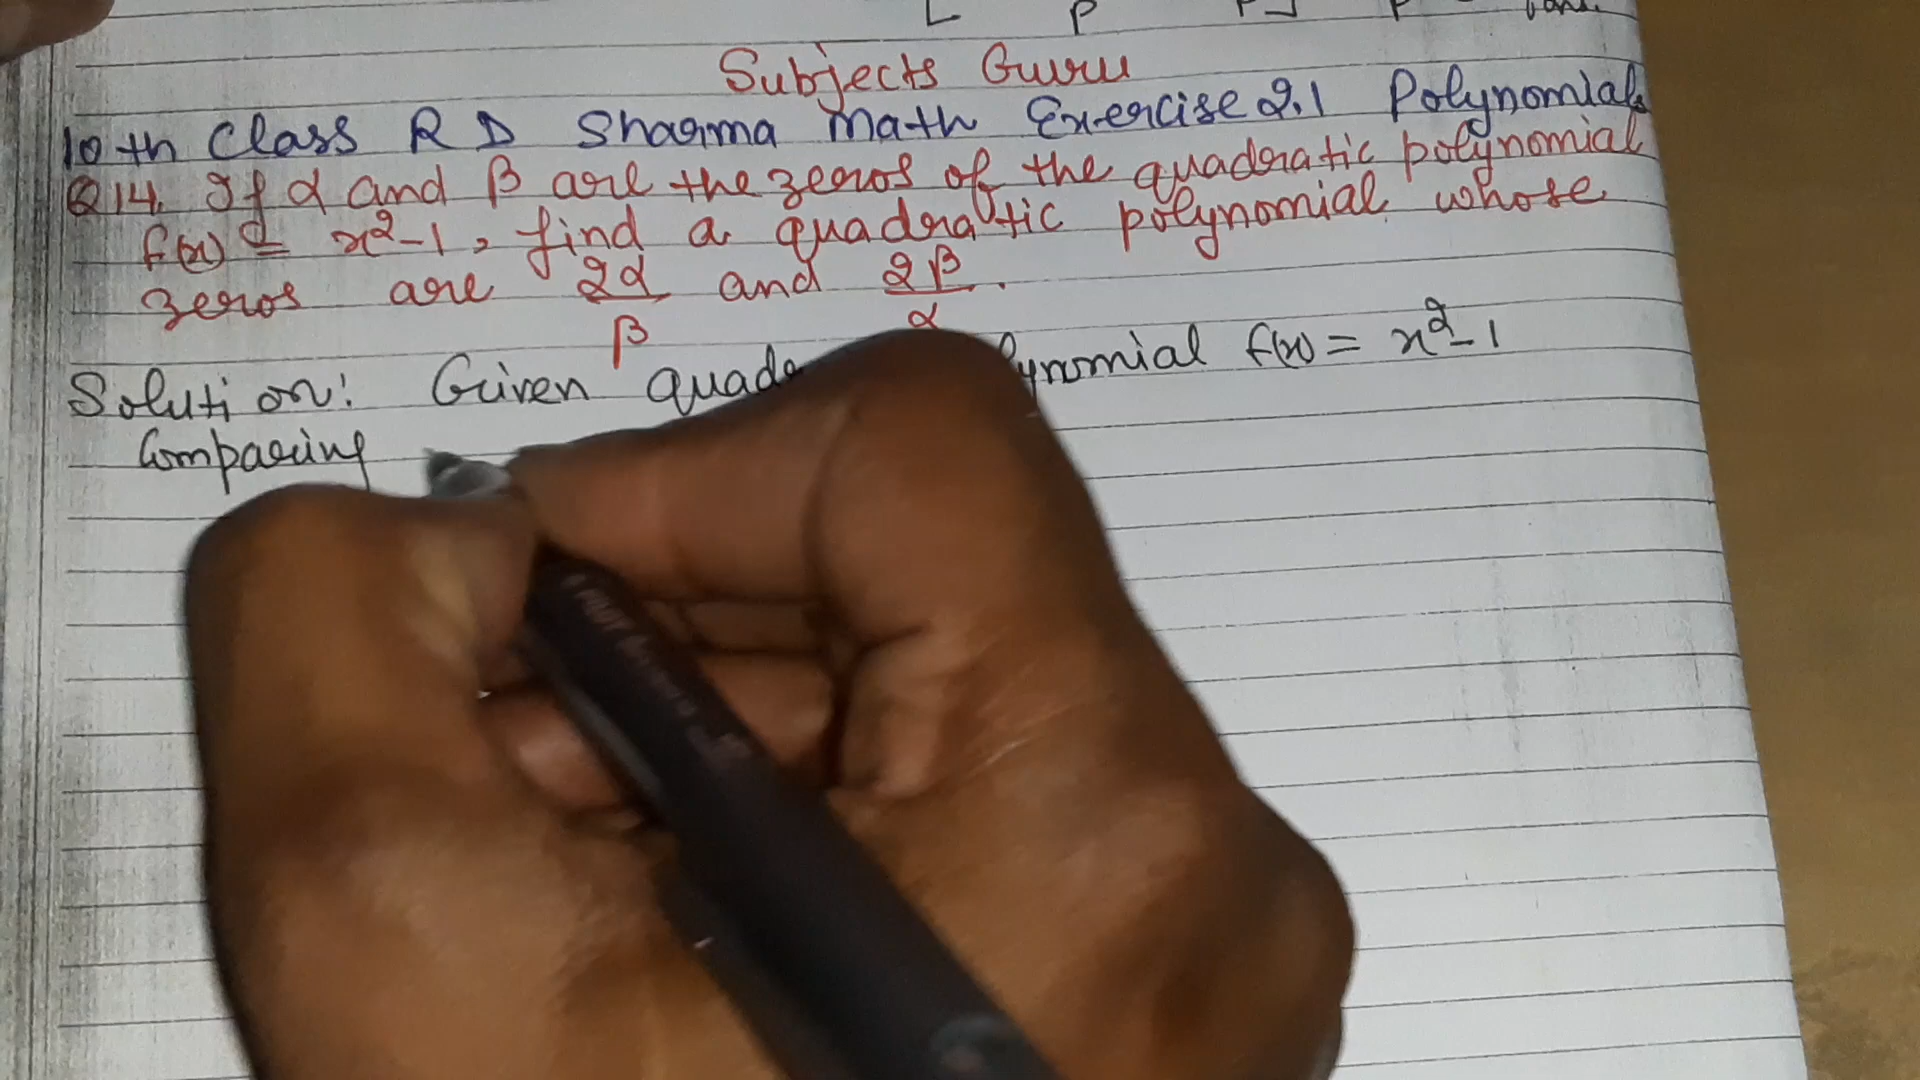 Subjects Guru
10th Class R D Sharma Math Exercise 2.1 Polynomials
Q14. If α and β are the zeros of the quadratic polynomial
f(x) = x²-1, find a quadratic polynomial whose
zeros are 2α/β and 2β/α.
Solution: Given polynomial f(x) = x²-1
Comparing